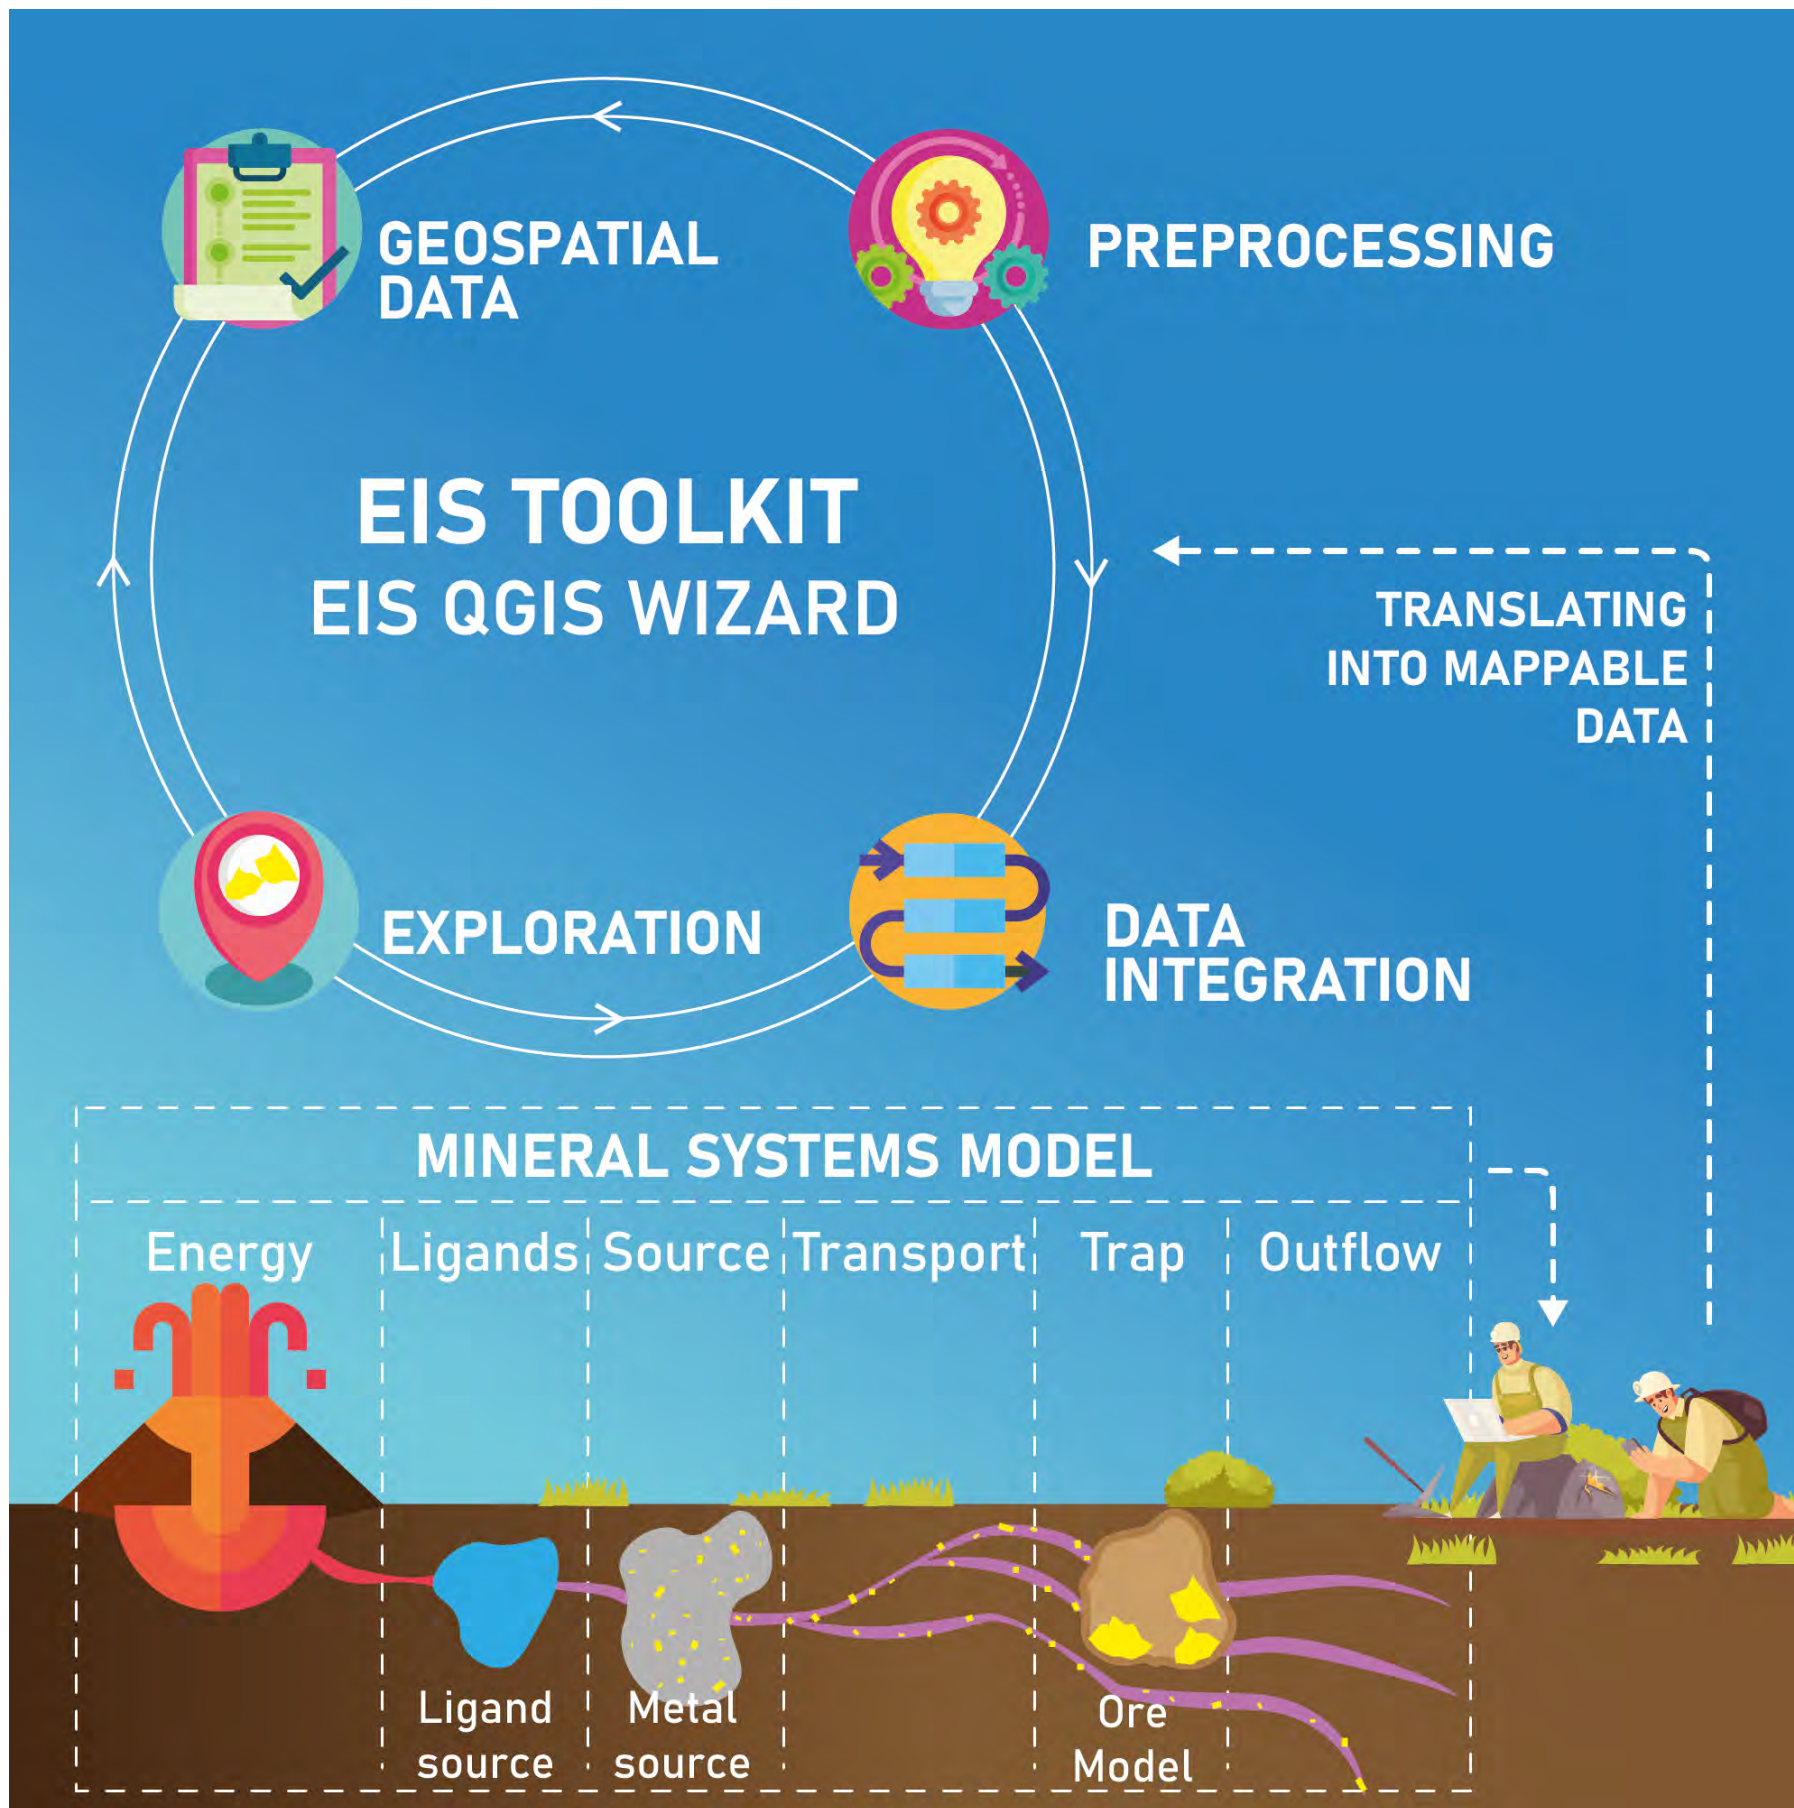 GEOSPATIAL
DATA
PREPROCESSING
EIS TOOLKIT
EIS QGIS WIZARD
TRANSLATING
INTO MAPPABLE
DATA
EXPLORATION
DATA
INTEGRATION
MINERAL SYSTEMS MODEL
Energy
Ligands
Source
Transport
Trap
Outflow
Ligand
source
Metal
source
Ore
Model